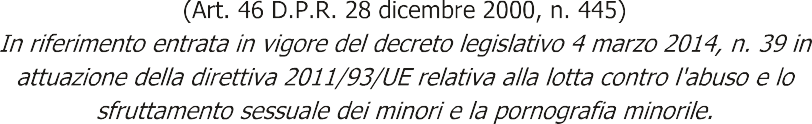 (Art. 46 D.P.R. 28 dicembre 2000, n. 445)
In riferimento entrata in vigore del decreto legislativo 4 marzo 2014, n. 39 in
attuazione della direttiva 2011/93/UE relativa alla lotta contro l'abuso e lo
sfruttamento sessuale dei minori e la pornografia minorile.